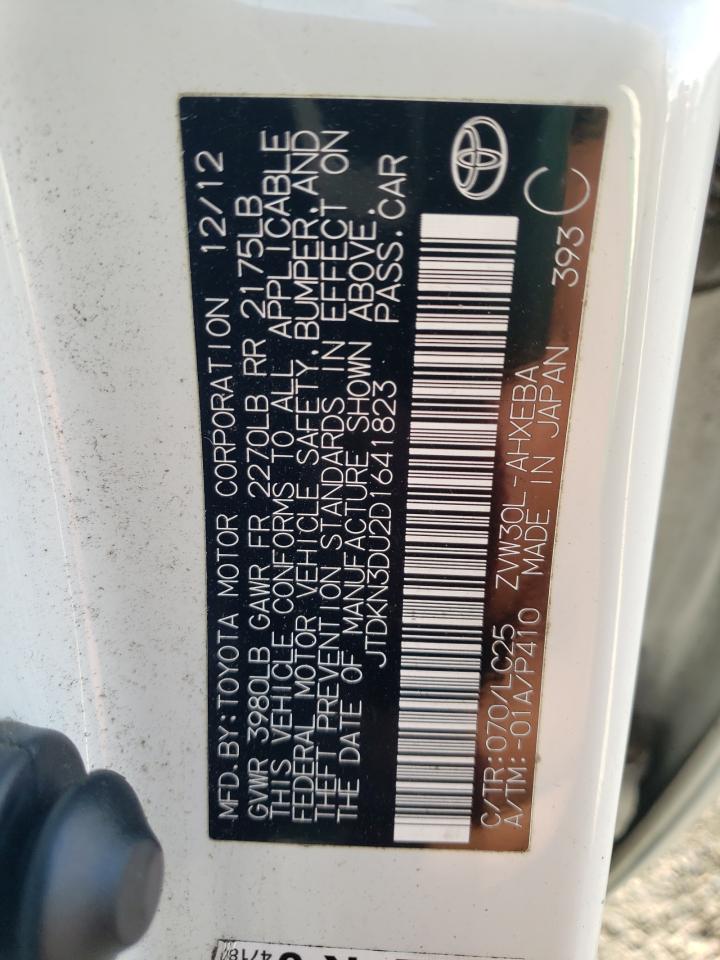 MFD.BY:TOYOTA MOTOR CORPORATION 12/12
GVWR 3980LB GAWR FR 2270LB RR 2175LB
THIS VEHICLE CONFORMS TO ALL APPLICABLE
FEDERAL MOTOR VEHICLE SAFETY,BUMPER,AND
THEFT PREVENTION STANDARDS IN EFFECT ON
THE DATE OF MANUFACTURE SHOWN ABOVE.
JTDKN3DU2D1641823 PASS.CAR
C/TR:070/LC25 ZVW30L-AHXEBA
A/TM:-01A/P410 MADE IN JAPAN 393 C
4/18